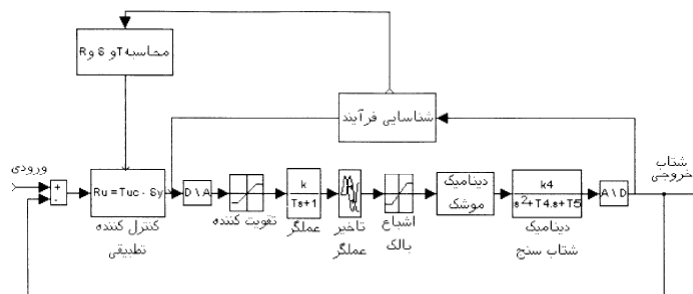 محاسبه T و S و R
شناسایی فرآیند
ورودی
شتاب
خروجی
+
-
Ru = Tuc - Sy
D \ A
k
Ts+1
دینامیک
موشک
k4
s²+T4.s+T5
A \ D
کنترل کننده
تطبیقی
تقویت کننده
عملگر
تاخیر
عملگر
اشباع
بالک
دینامیک
شتاب سنج